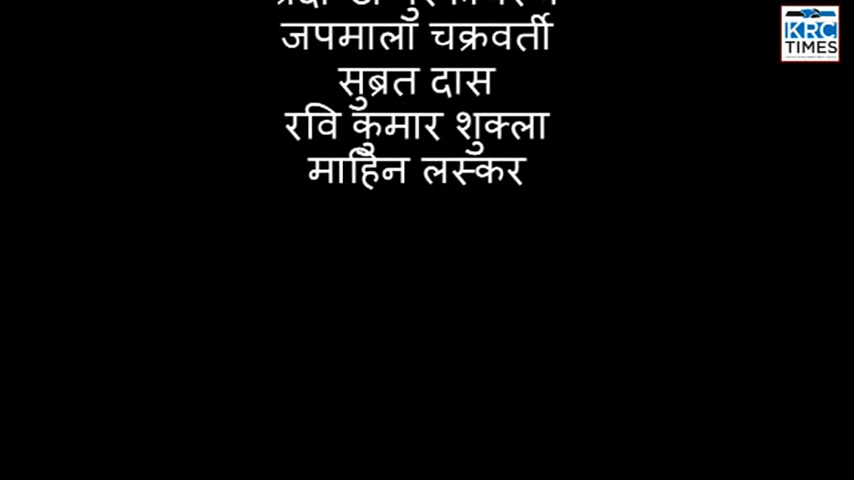 जपमाला चक्रवर्ती
सुब्रत दास
रवि कुमार शुक्ला
माहिन लस्कर
KRC
TIMES